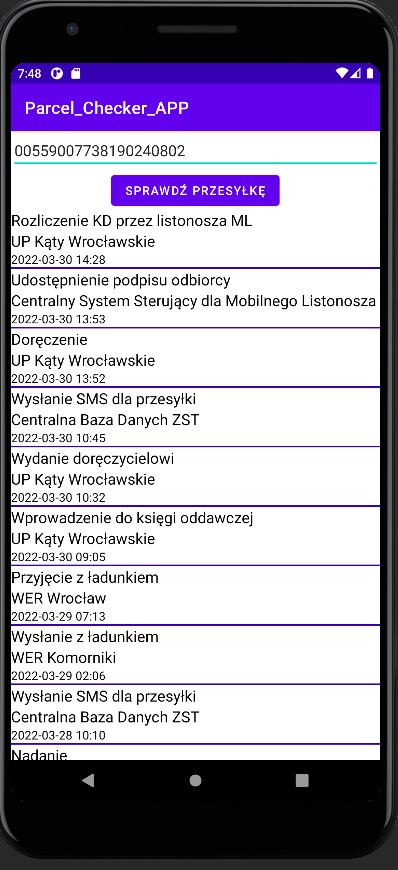 7:48
Parcel_Checker_APP
00559007738190240802
SPRAWDŹ PRZESYŁKĘ
Rozliczenie KD przez listonosza ML
UP Kąty Wrocławskie
2022-03-30 14:28
Udostępnienie podpisu odbiorcy
Centralny System Sterujący dla Mobilnego Listonosza
2022-03-30 13:53
Doręczenie
UP Kąty Wrocławskie
2022-03-30 13:52
Wysłanie SMS dla przesyłki
Centralna Baza Danych ZST
2022-03-30 10:45
Wydanie doręczycielowi
UP Kąty Wrocławskie
2022-03-30 10:32
Wprowadzenie do księgi oddawczej
UP Kąty Wrocławskie
2022-03-30 09:05
Przyjęcie z ładunkiem
WER Wrocław
2022-03-29 07:13
Wysłanie z ładunkiem
WER Komorniki
2022-03-29 02:06
Wysłanie SMS dla przesyłki
Centralna Baza Danych ZST
2022-03-28 10:10
Nadanie